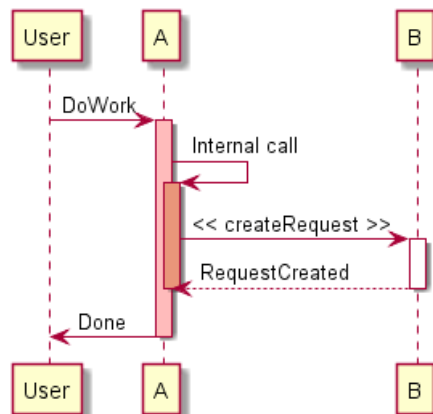 User A B
DoWork
Internal call
<< createRequest >>
RequestCreated
Done
User A B